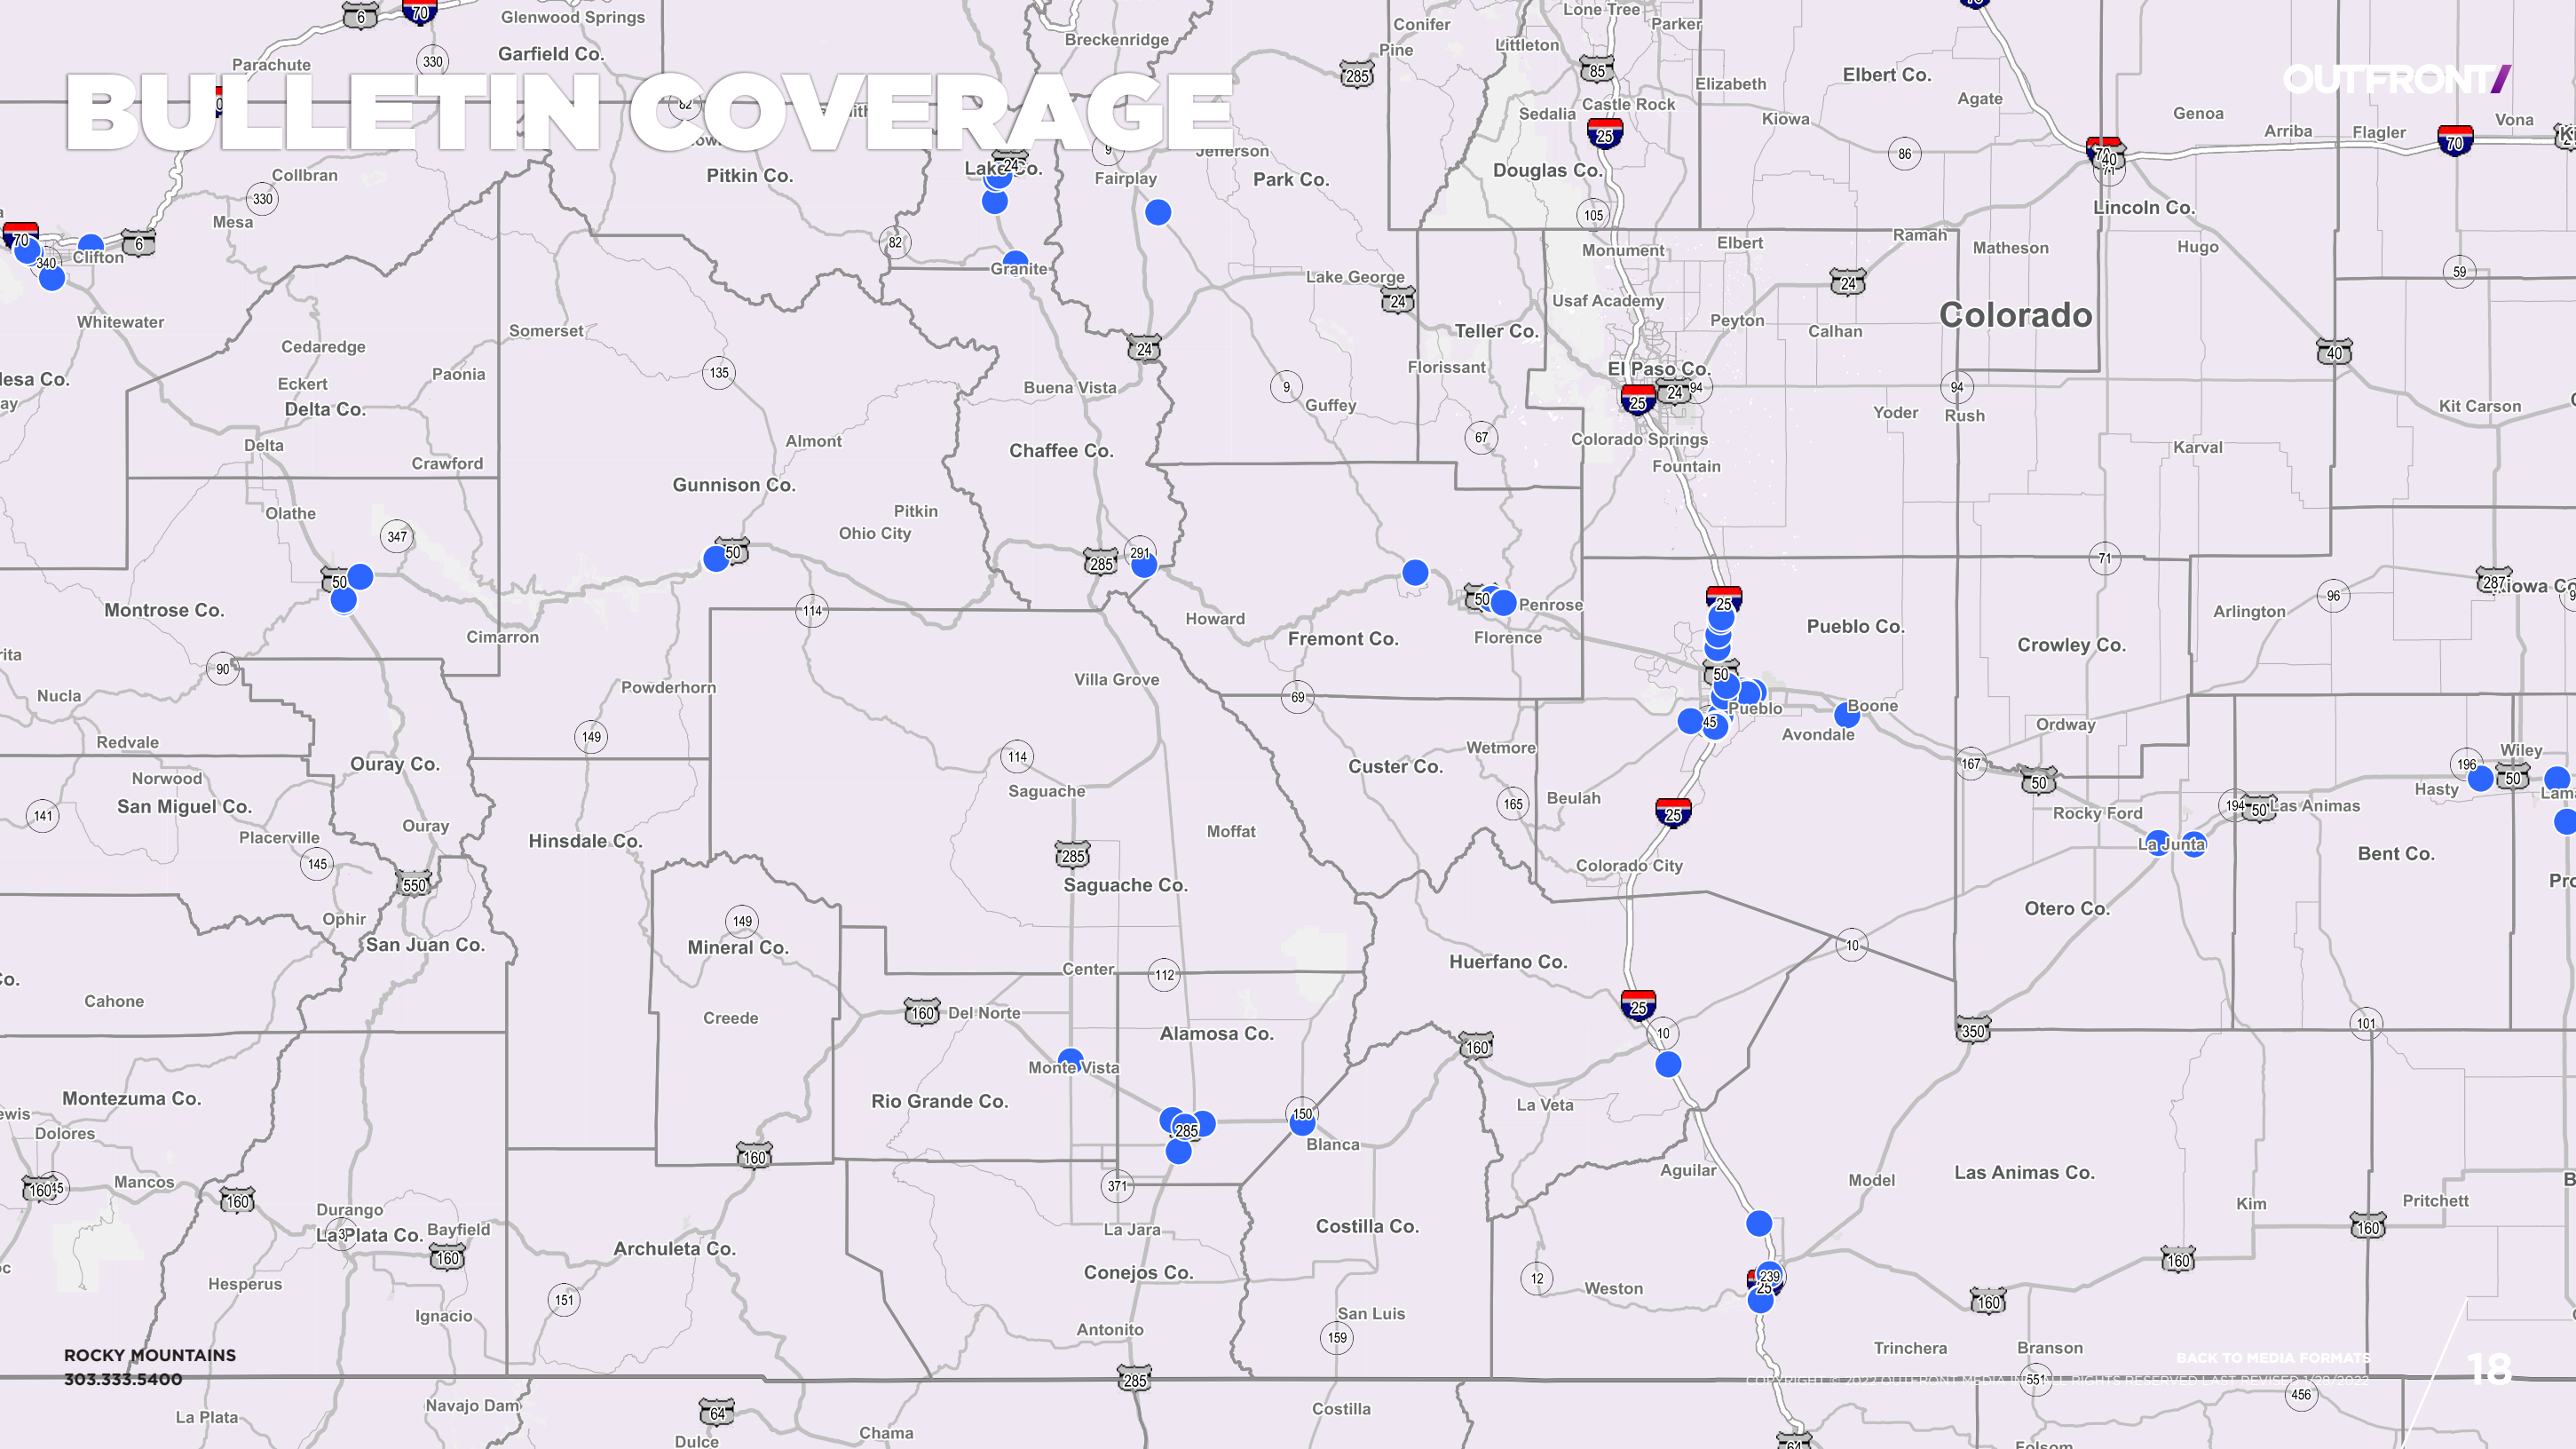 BULLETIN COVERAGE
OUTFRONT/
Glenwood Springs
Garfield Co.
Parachute
Breckenridge
Conifer
Pine
Littleton
Lone Tree
Parker
Elizabeth
Elbert Co.
Agate
Genoa
Arriba
Flagler
Vona
Castle Rock
Sedalia
Kiowa
Collbran
Pitkin Co.
Lake Co.
Fairplay
Jefferson
Park Co.
Douglas Co.
Lincoln Co.
Mesa
Clifton
Granite
Lake George
Monument
Elbert
Ramah
Matheson
Hugo
Whitewater
Somerset
Usaf Academy
Peyton
Calhan
Colorado
Teller Co.
Cedaredge
Eckert
Paonia
Delta Co.
Buena Vista
Florissant
El Paso Co.
Guffey
Yoder
Rush
Kit Carson
Delta
Almont
Crawford
Chaffee Co.
Colorado Springs
Karval
Fountain
Gunnison Co.
Olathe
Pitkin
Ohio City
Montrose Co.
Cimarron
Howard
Fremont Co.
Penrose
Florence
Pueblo Co.
Crowley Co.
Arlington
Nucla
Powderhorn
Villa Grove
Pueblo
Boone
Avondale
Ordway
Redvale
Norwood
San Miguel Co.
Ouray Co.
Wetmore
Custer Co.
Wiley
Hasty
Placerville
Ouray
Hinsdale Co.
Saguache
Moffat
Beulah
Rocky Ford
Las Animas
La Junta
Bent Co.
Saguache Co.
Colorado City
Otero Co.
Ophir
San Juan Co.
Mineral Co.
Center
Huerfano Co.
Cahone
Creede
Del Norte
Alamosa Co.
Monte Vista
Montezuma Co.
Rio Grande Co.
La Veta
Dolores
Blanca
Mancos
Aguilar
Model
Las Animas Co.
Kim
Pritchett
Durango
La Plata Co.
Bayfield
Archuleta Co.
La Jara
Costilla Co.
Hesperus
Conejos Co.
Weston
Ignacio
San Luis
Antonito
Trinchera
Branson
ROCKY MOUNTAINS
303.333.5400
BACK TO MEDIA FORMATS
18
La Plata
Navajo Dam
Dulce
Chama
Costilla
Folsom